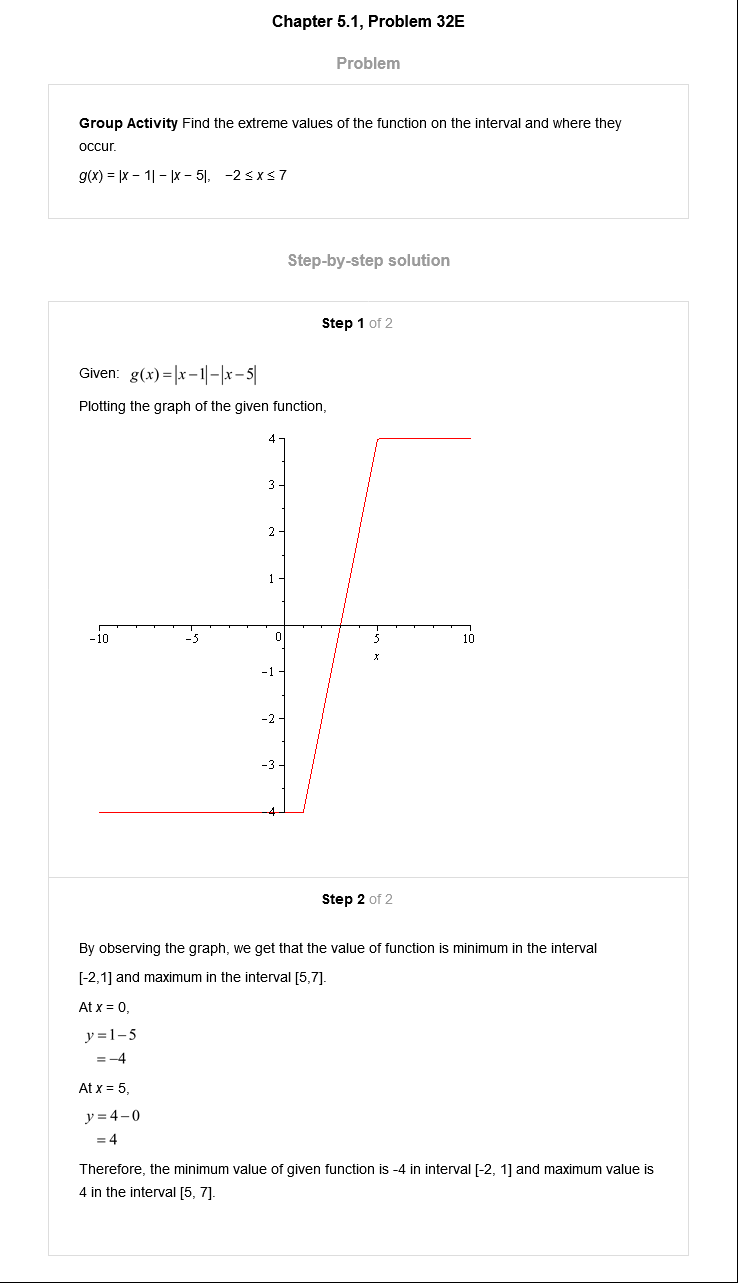 Chapter 5.1, Problem 32E
Problem
Group Activity Find the extreme values of the function on the interval and where they
occur.
g(x) = |x − 1| − |x − 5|, −2 ≤ x ≤ 7
Step-by-step solution
Step 1 of 2
Given: g(x)=|x−1|−|x−5|
Plotting the graph of the given function,
4
3
2
1
−10 −5 0 5 10
x
−1
−2
−3
−4
Step 2 of 2
By observing the graph, we get that the value of function is minimum in the interval
[-2,1] and maximum in the interval [5,7].
At x = 0,
y = 1 − 5
= −4
At x = 5,
y = 4 − 0
= 4
Therefore, the minimum value of given function is -4 in interval [-2, 1] and maximum value is
4 in the interval [5, 7].